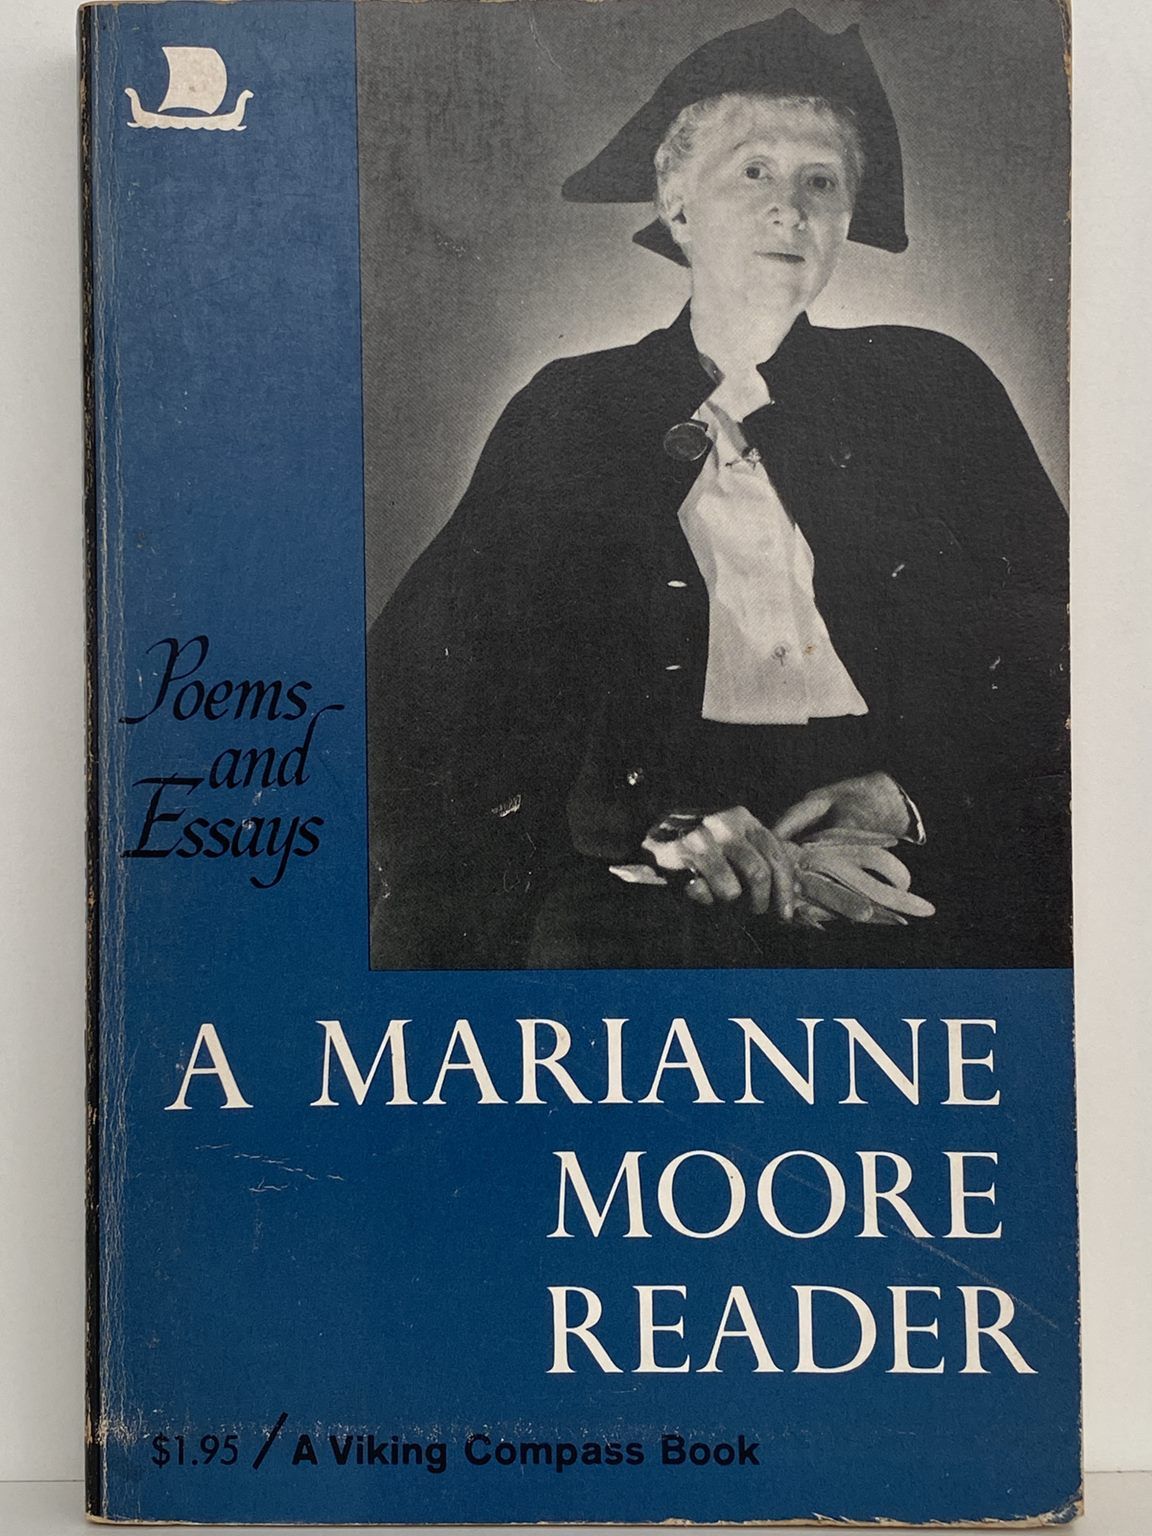 Poems
and
Essays
A MARIANNE
MOORE
READER
$1.95 / A Viking Compass Book